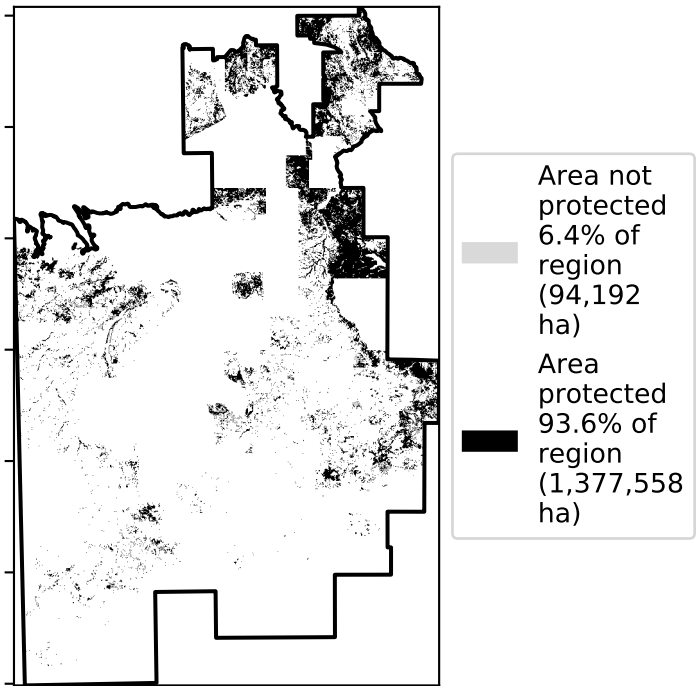 Area not
protected
6.4% of
region
(94,192
ha)
Area
protected
93.6% of
region
(1,377,558
ha)